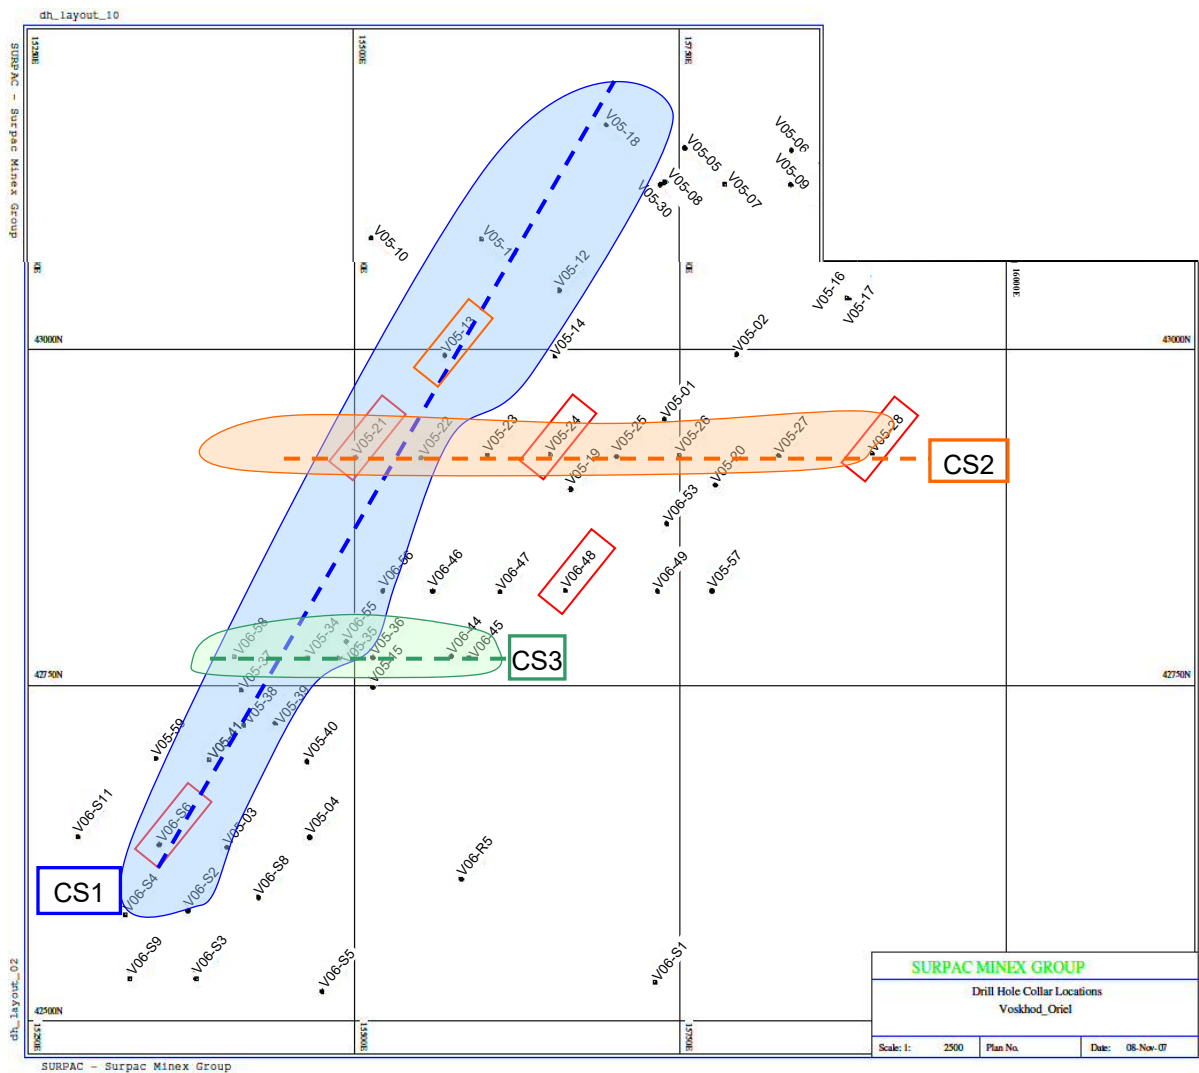 dh_layout_10
SURPAC - Surpac Minex Group
15250E
15500E
15750E
V05-18
V05-06
V05-05
V05-09
V05-08
V05-07
V05-30
V05-10
V05-1
V05-12
16000E
V05-16
V05-17
V05-13
V05-14
V05-02
43000N
V05-01
V05-21
V05-22
V05-23
V05-24
V05-25
V05-26
V05-27
V05-28
CS2
V05-19
V05-20
V06-53
V06-56
V06-46
V06-47
V06-48
V06-49
V05-57
V06-58
V05-34
V06-55
V05-35
V05-36
V06-44
V06-45
CS3
V05-37
V05-15
42750N
42750N
V05-38
V05-39
V05-59
V05-41
V05-40
V06-S11
V06-S6
V05-03
V05-04
V06-R5
CS1
V06-S4
V06-S2
V06-S8
V06-S9
V06-S3
V06-S5
V06-S1
dh_layout_02
42500N
15250E
15500E
15750E
SURPAC MINEX GROUP
Drill Hole Collar Locations
Voskhod_Oriel
Scale: 1: 2500 Plan No. Date: 08-Nov-07
SURPAC - Surpac Minex Group